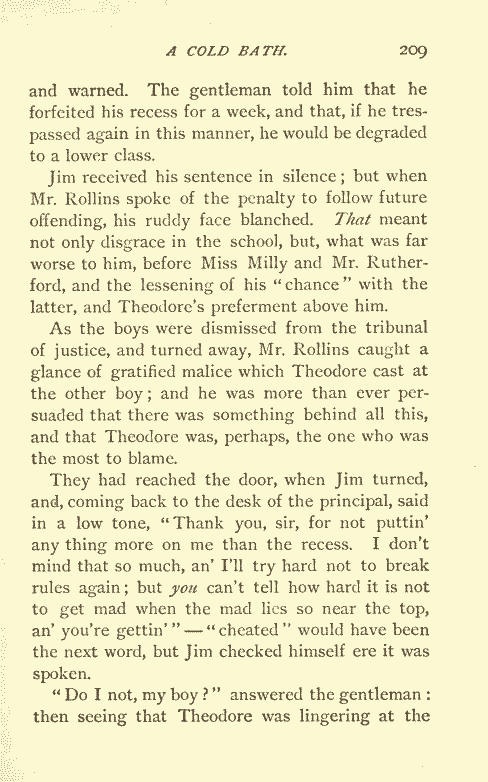 A COLD BATH. 209
and warned. The gentleman told him that he
forfeited his recess for a week, and that, if he tres-
passed again in this manner, he would be degraded
to a lower class.
Jim received his sentence in silence; but when
Mr. Rollins spoke of the penalty to follow future
offending, his ruddy face blanched. That meant
not only disgrace in the school, but, what was far
worse to him, before Miss Milly and Mr. Ruther-
ford, and the lessening of his "chance" with the
latter, and Theodore's preferment above him.
As the boys were dismissed from the tribunal
of justice, and turned away, Mr. Rollins caught a
glance of gratified malice which Theodore cast at
the other boy; and he was more than ever per-
suaded that there was something behind all this,
and that Theodore was, perhaps, the one who was
the most to blame.
They had reached the door, when Jim turned,
and, coming back to the desk of the principal, said
in a low tone, "Thank you, sir, for not puttin'
any thing more on me than the recess. I don't
mind that so much, an' I'll try hard not to break
rules again; but you can't tell how hard it is not
to get mad when the mad lies so near the top,
an' you're gettin'" — "cheated" would have been
the next word, but Jim checked himself ere it was
spoken.
"Do I not, my boy?" answered the gentleman:
then seeing that Theodore was lingering at the